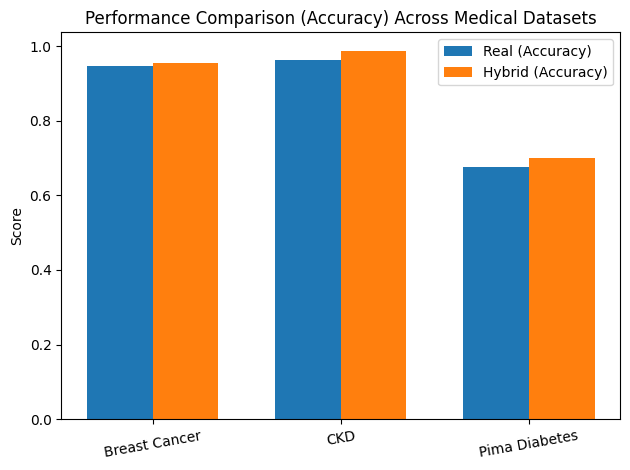 Performance Comparison (Accuracy) Across Medical Datasets
Real (Accuracy)
Hybrid (Accuracy)
Score
1.0
0.8
0.6
0.4
0.2
0.0
Breast Cancer
CKD
Pima Diabetes